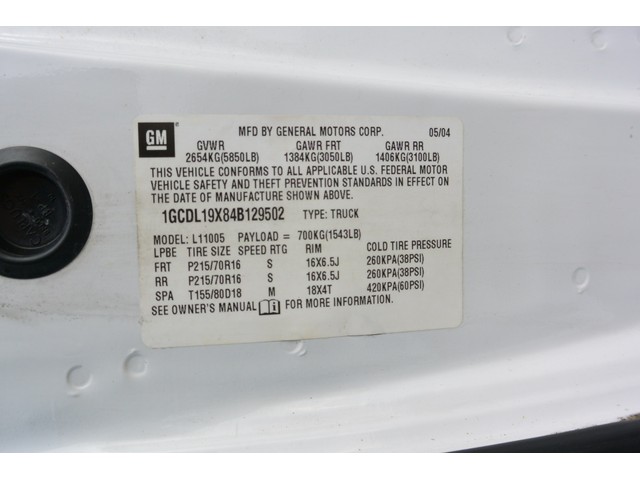 GM
MFD BY GENERAL MOTORS CORP. 05/04
GVWR GAWR FRT GAWR RR
2654KG(5850LB) 1384KG(3050LB) 1406KG(3100LB)
THIS VEHICLE CONFORMS TO ALL APPLICABLE U.S. FEDERAL MOTOR
VEHICLE SAFETY AND THEFT PREVENTION STANDARDS IN EFFECT ON
THE DATE OF MANUFACTURE SHOWN ABOVE.
1GCDL19X84B129502 TYPE: TRUCK
MODEL: L11005 PAYLOAD = 700KG(1543LB)
LPBE TIRE SIZE SPEED RTG RIM COLD TIRE PRESSURE
FRT P215/70R16 S 16X6.5J 260KPA(38PSI)
RR P215/70R16 S 16X6.5J 260KPA(38PSI)
SPA T155/80D18 M 18X4T 420KPA(60PSI)
SEE OWNER'S MANUAL FOR MORE INFORMATION.